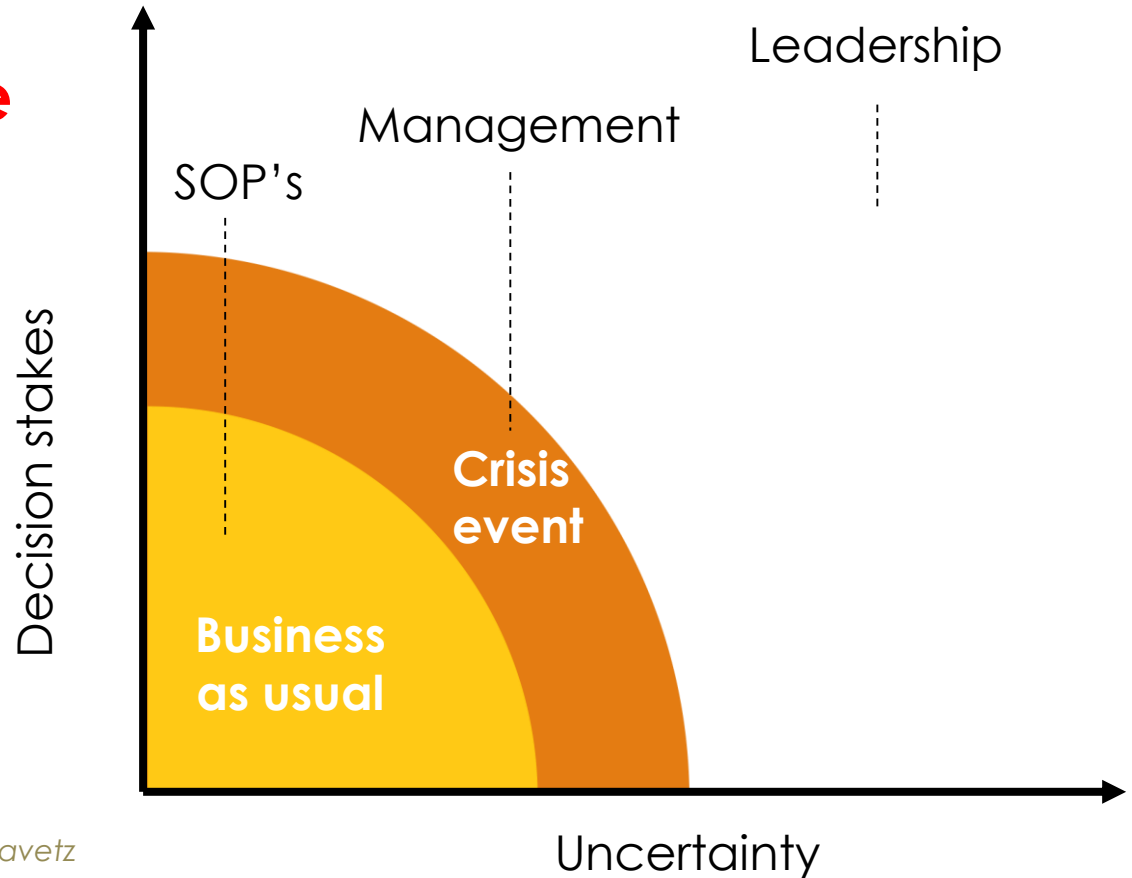 e
Leadership
Management
SOP's
Decision stakes
Crisis
event
Business
as usual
Uncertainty
avetz